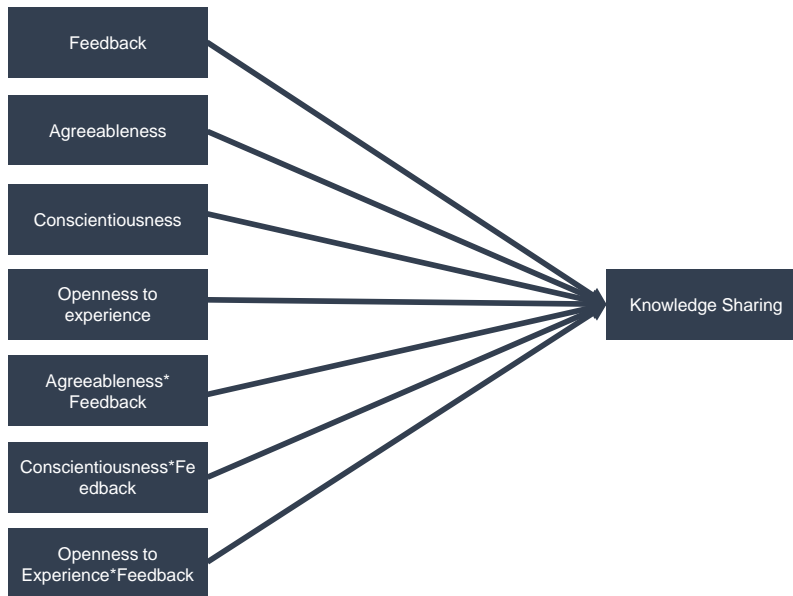 Feedback
Agreeableness
Conscientiousness
Openness to
experience
Knowledge Sharing
Agreeableness*
Feedback
Conscientiousness*Fe
edback
Openness to
Experience*Feedback